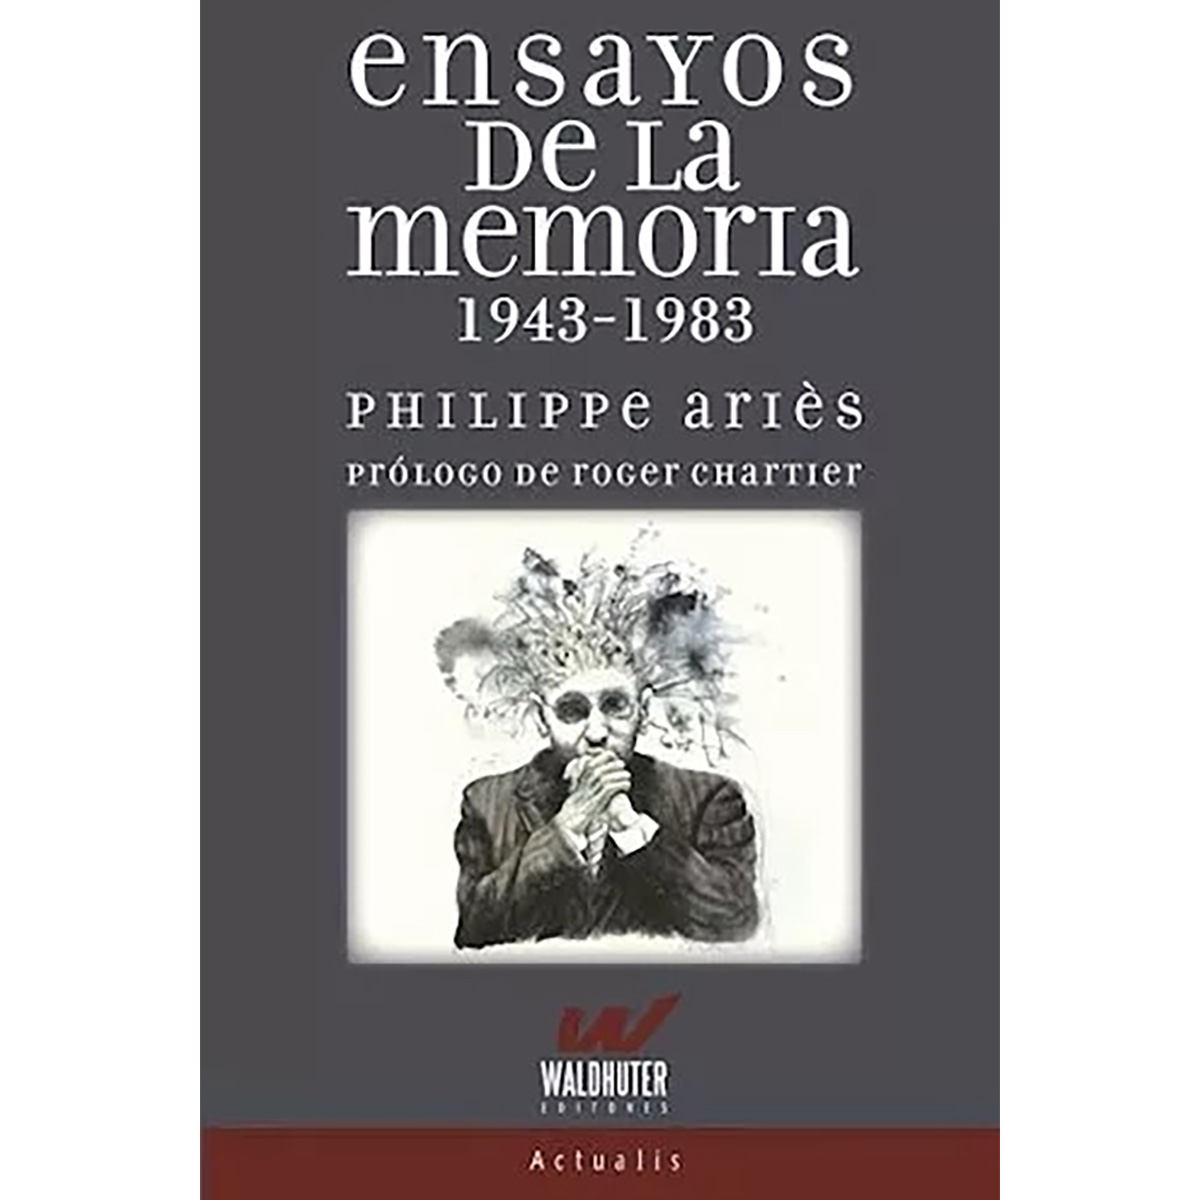 ensayos
de la
memoria
1943-1983
Philippe Ariès
Prólogo de Roger Chartier
W
WALDHUTER
EDITORES
Actualis